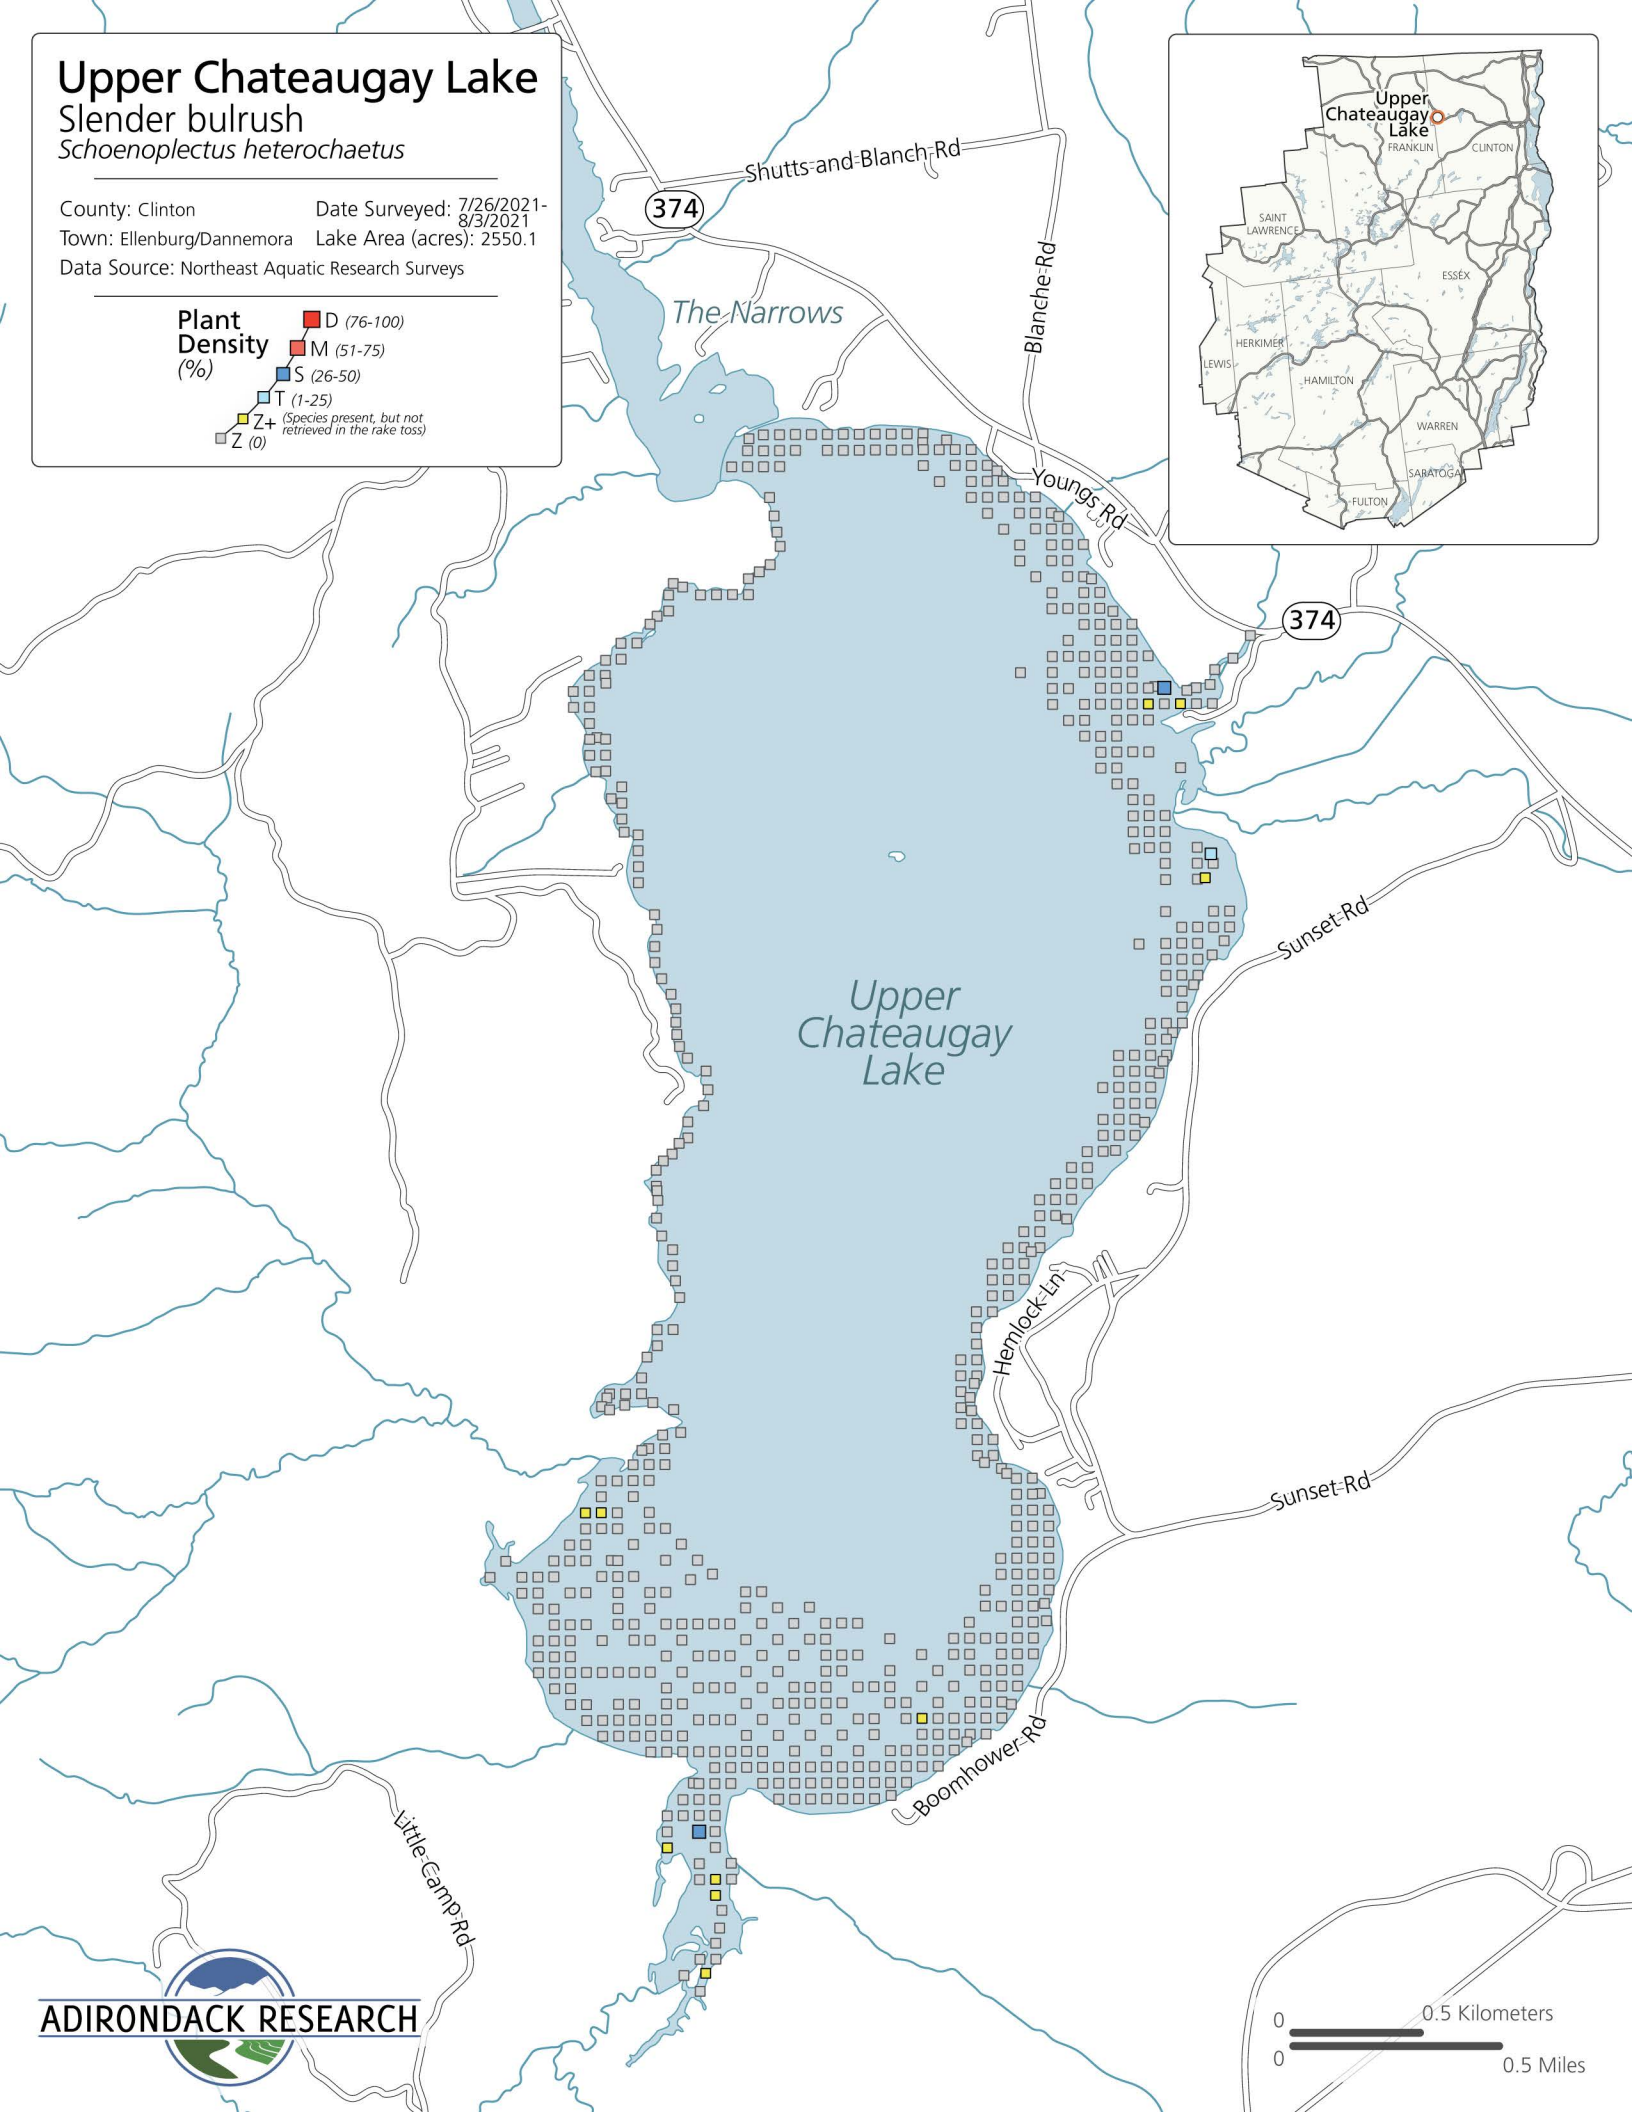 Upper Chateaugay Lake
Slender bulrush
Schoenoplectus heterochaetus
County: Clinton
Date Surveyed: 7/26/2021-
8/3/2021
Town: Ellenburg/Dannemora
Lake Area (acres): 2550.1
Data Source: Northeast Aquatic Research Surveys
Plant
Density
(%)
D (76-100)
M (51-75)
S (26-50)
T (1-25)
Z+ (Species present, but not
retrieved in the rake toss)
Z (0)
Upper
Chateaugay
Lake
FRANKLIN
CLINTON
SAINT
LAWRENCE
ESSEX
HERKIMER
LEWIS
HAMILTON
WARREN
SARATOGA
FULTON
Shutts-and-Blanch-Rd
374
Blanche-Rd
The Narrows
Youngs Rd
374
Sunset-Rd
Upper
Chateaugay
Lake
Hemlock-Ln
Sunset-Rd
Boomhower-Rd
Little-Camp-Rd
ADIRONDACK RESEARCH
0
0.5 Kilometers
0
0.5 Miles